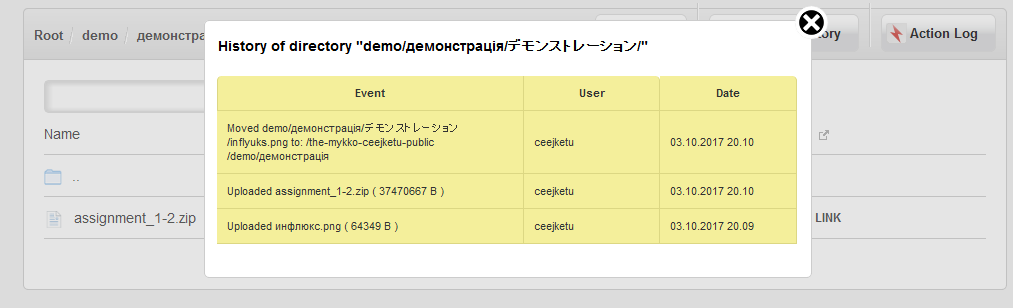 Root / demo / демонстра
ory
Action Log
History of directory "demo/демонстрація/デモンストレーション/"
Event User Date
Moved demo/демонстрація/デモンストレーション
/inflyuks.png to: /the-mykko-ceejketu-public
/demo/демонстрація
ceejketu 03.10.2017 20.10
Uploaded assignment_1-2.zip ( 37470667 B ) ceejketu 03.10.2017 20.10
Uploaded инфлюкс.png ( 64349 B ) ceejketu 03.10.2017 20.09
Name
..
assignment_1-2.zip
LINK